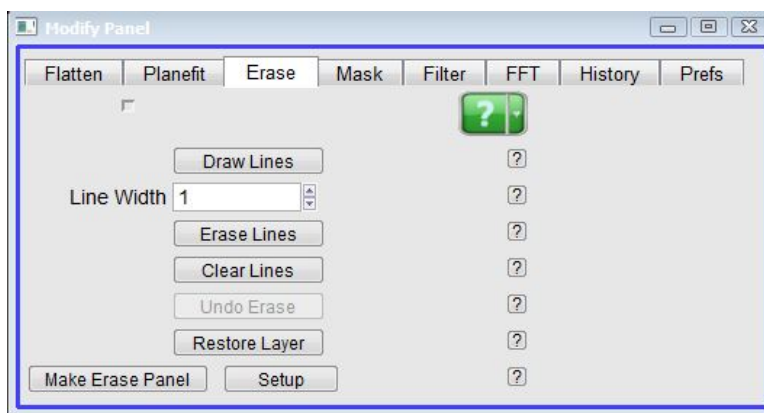 Modify Panel
Flatten Planefit Erase Mask Filter FFT History Prefs
?
Draw Lines ?
Line Width 1 ?
Erase Lines ?
Clear Lines ?
Undo Erase ?
Restore Layer ?
Make Erase Panel Setup ?